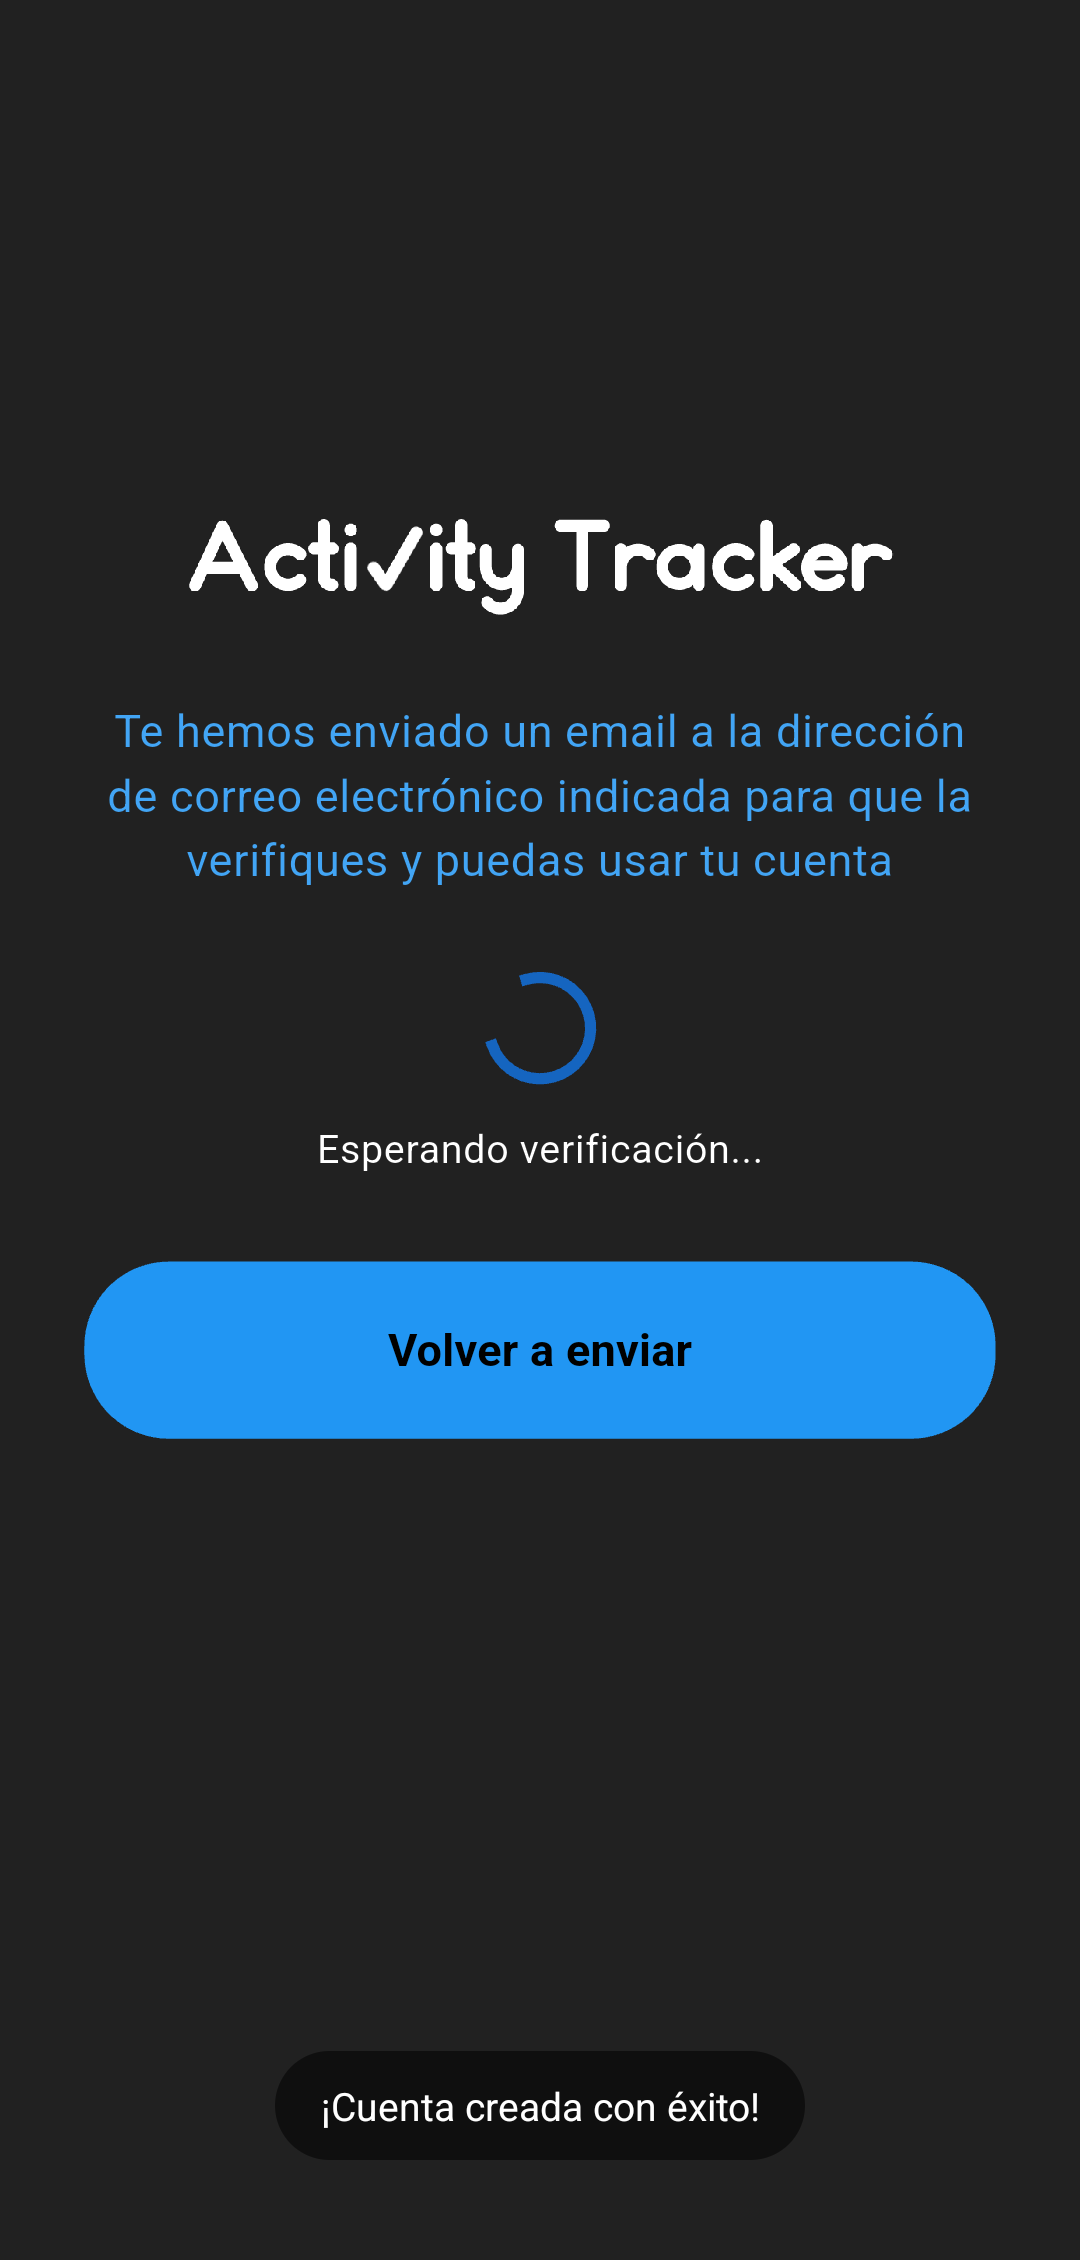 Activity Tracker
Te hemos enviado un email a la dirección
de correo electrónico indicada para que la
verifiques y puedas usar tu cuenta
Esperando verificación...
Volver a enviar
¡Cuenta creada con éxito!